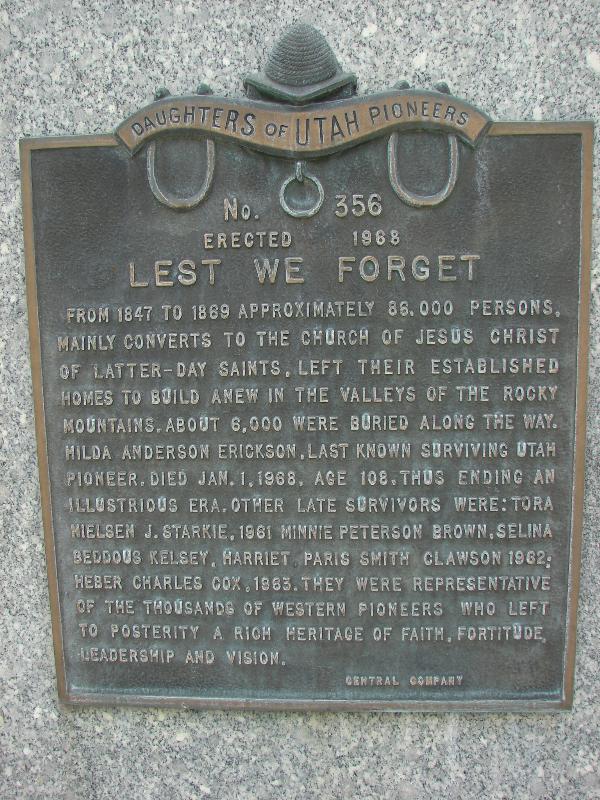 DAUGHTERS OF UTAH PIONEERS
No. 356
ERECTED 1968
LEST WE FORGET
FROM 1847 TO 1869 APPROXIMATELY 86,000 PERSONS,
MAINLY CONVERTS TO THE CHURCH OF JESUS CHRIST
OF LATTER-DAY SAINTS, LEFT THEIR ESTABLISHED
HOMES TO BUILD ANEW IN THE VALLEYS OF THE ROCKY
MOUNTAINS. ABOUT 6,000 WERE BURIED ALONG THE WAY.
HILDA ANDERSON ERICKSON, LAST KNOWN SURVIVING UTAH
PIONEER, DIED JAN. 1, 1968, AGE 108, THUS ENDING AN
ILLUSTRIOUS ERA. OTHER LATE SURVIVORS WERE: TORA
NIELSEN J. STARKIE, 1961 MINNIE PETERSON BROWN, SELINA
BEDDOUS KELSEY, HARRIET PARIS SMITH CLAWSON 1962;
HEBER CHARLES COX, 1963. THEY WERE REPRESENTATIVE
OF THE THOUSANDS OF WESTERN PIONEERS WHO LEFT
TO POSTERITY A RICH HERITAGE OF FAITH, FORTITUDE,
LEADERSHIP AND VISION.
CENTRAL COMPANY